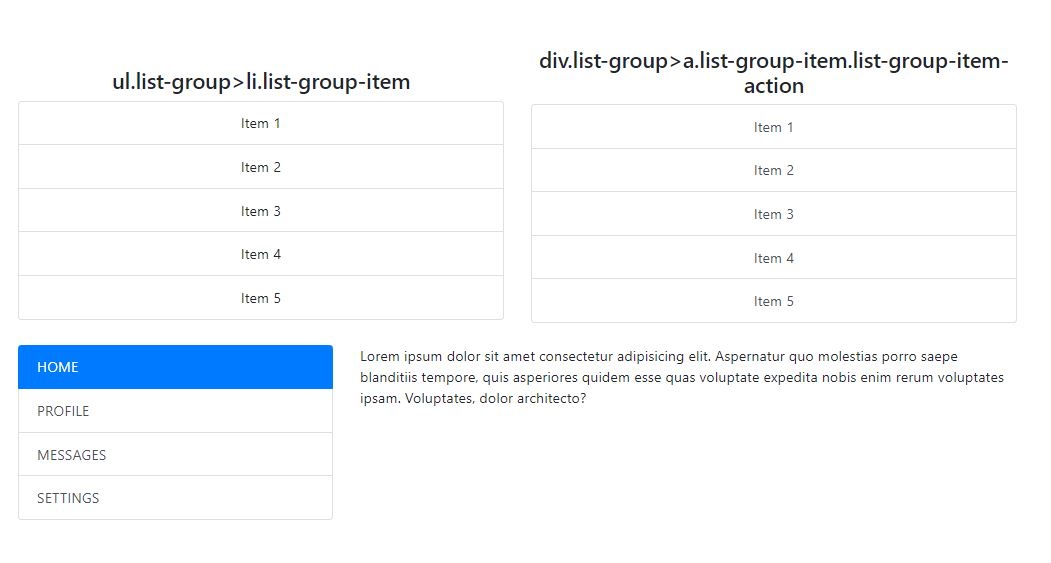 ul.list-group>li.list-group-item
Item 1
Item 2
Item 3
Item 4
Item 5
div.list-group>a.list-group-item.list-group-item-
action
Item 1
Item 2
Item 3
Item 4
Item 5
HOME
PROFILE
MESSAGES
SETTINGS
Lorem ipsum dolor sit amet consectetur adipisicing elit. Aspernatur quo molestias porro saepe
blanditiis tempore, quis asperiores quidem esse quas voluptate expedita nobis enim rerum voluptates
ipsam. Voluptates, dolor architecto?